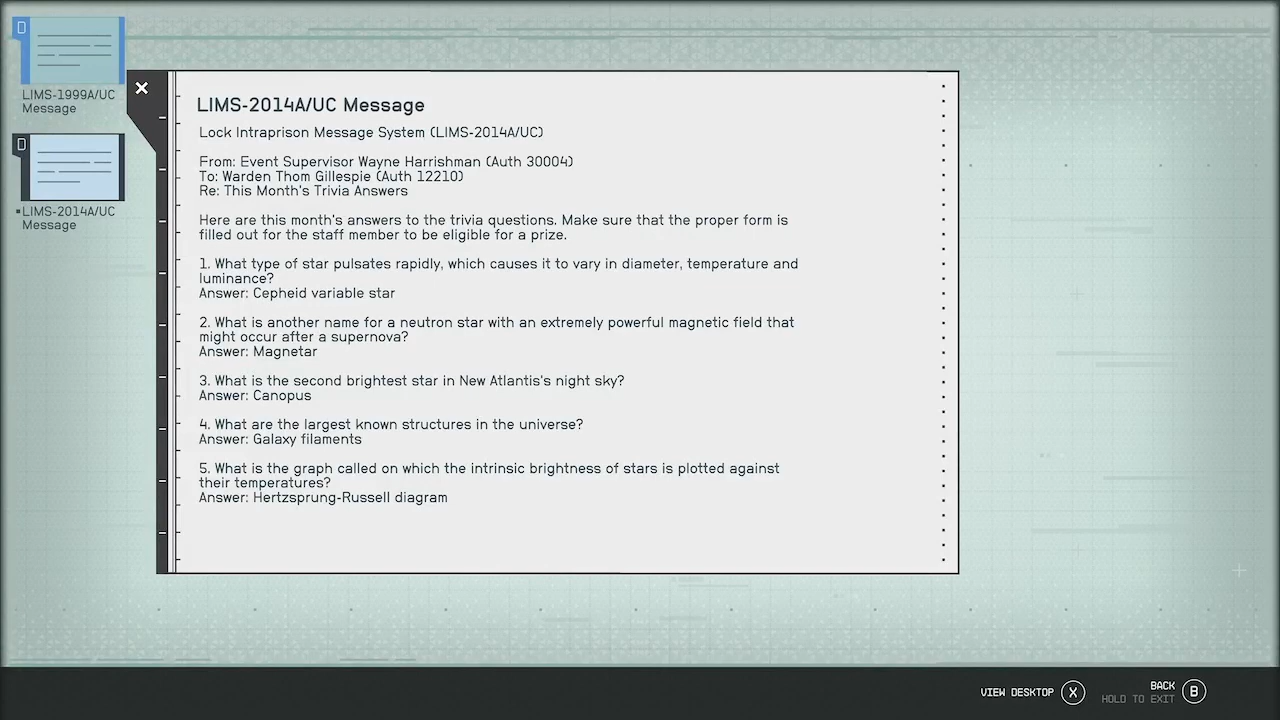 LIMS-1999A/UC
Message
LIMS-2014A/UC
Message
LIMS-2014A/UC Message
Lock Intraprison Message System (LIMS-2014A/UC)
From: Event Supervisor Wayne Harrishman (Auth 30004)
To: Warden Thom Gillespie (Auth 12210)
Re: This Month's Trivia Answers
Here are this month's answers to the trivia questions. Make sure that the proper form is
filled out for the staff member to be eligible for a prize.
1. What type of star pulsates rapidly, which causes it to vary in diameter, temperature and
luminance?
Answer: Cepheid variable star
2. What is another name for a neutron star with an extremely powerful magnetic field that
might occur after a supernova?
Answer: Magnetar
3. What is the second brightest star in New Atlantis's night sky?
Answer: Canopus
4. What are the largest known structures in the universe?
Answer: Galaxy filaments
5. What is the graph called on which the intrinsic brightness of stars is plotted against
their temperatures?
Answer: Hertzsprung-Russell diagram
VIEW DESKTOP X
BACK B
HOLD TO EXIT